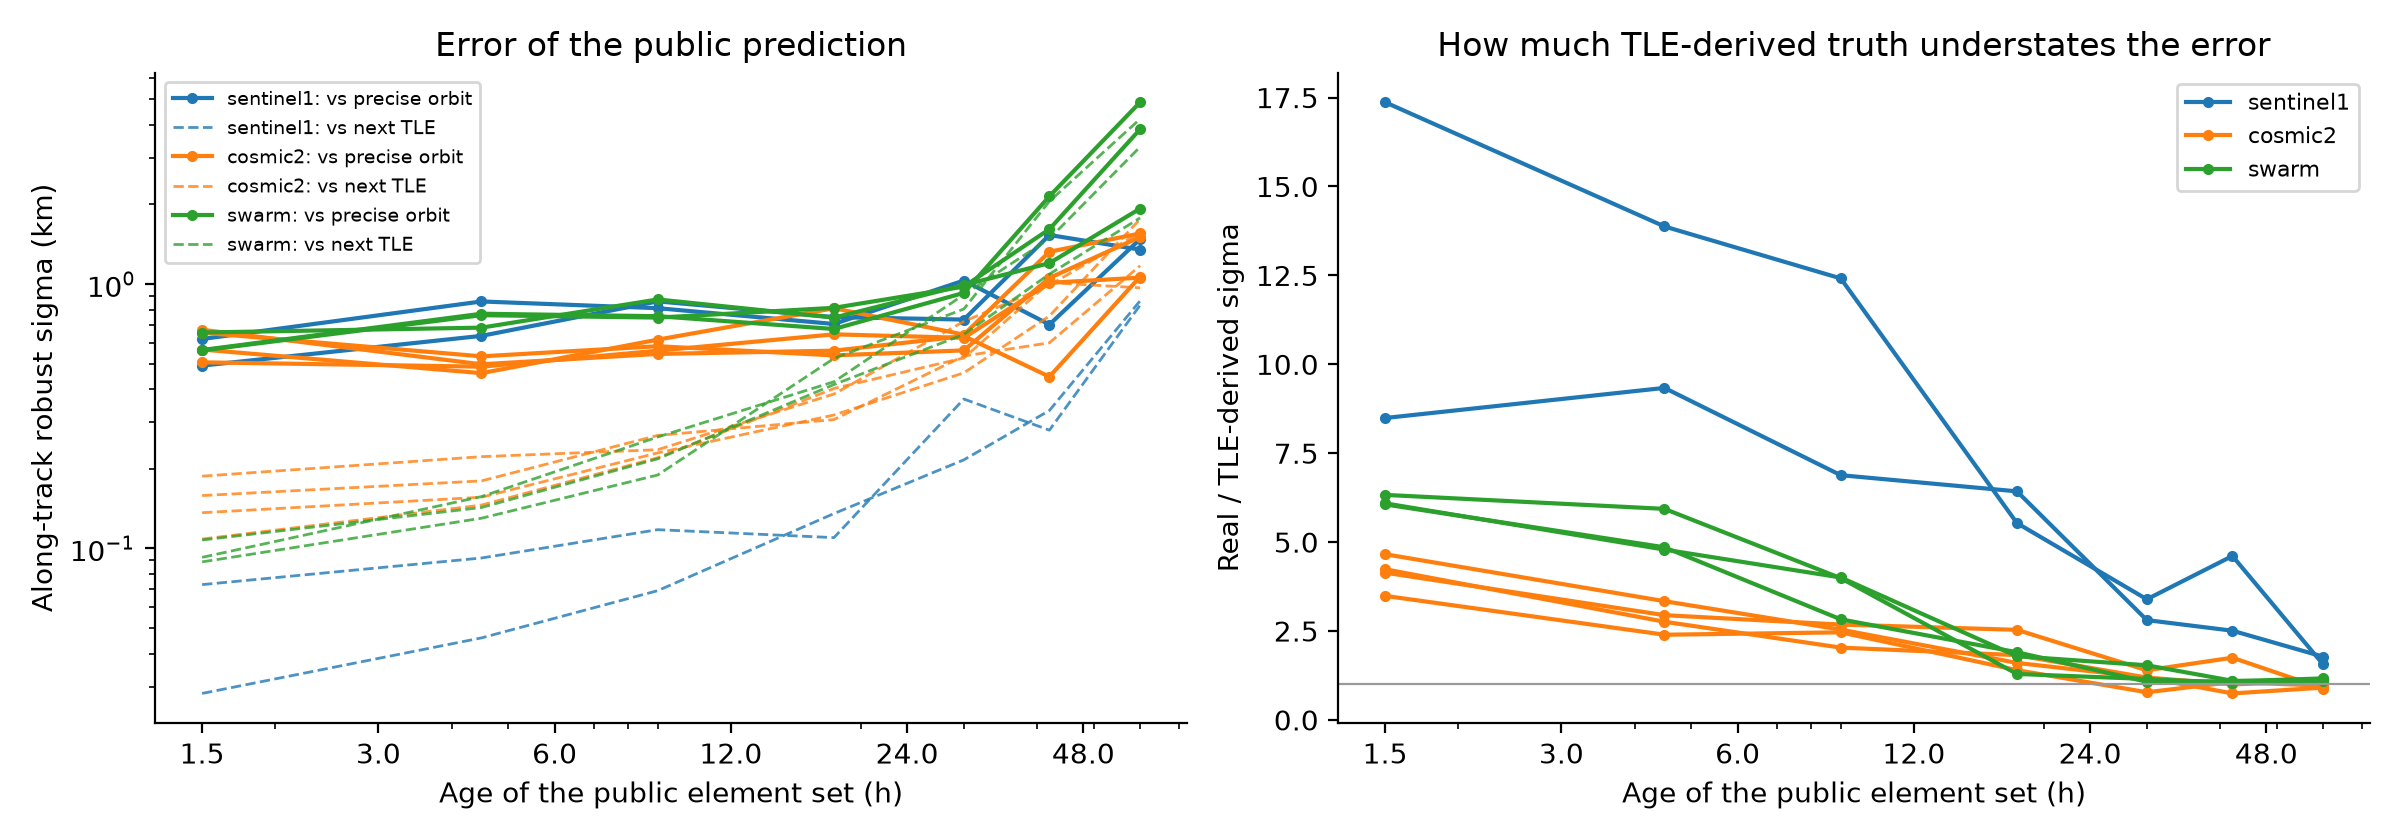 Error of the public prediction
sentinel1: vs precise orbit
sentinel1: vs next TLE
cosmic2: vs precise orbit
cosmic2: vs next TLE
swarm: vs precise orbit
swarm: vs next TLE
Along-track robust sigma (km)
10⁰
10⁻¹
1.5 3.0 6.0 12.0 24.0 48.0
Age of the public element set (h)
How much TLE-derived truth understates the error
sentinel1
cosmic2
swarm
Real / TLE-derived sigma
17.5
15.0
12.5
10.0
7.5
5.0
2.5
0.0
1.5 3.0 6.0 12.0 24.0 48.0
Age of the public element set (h)